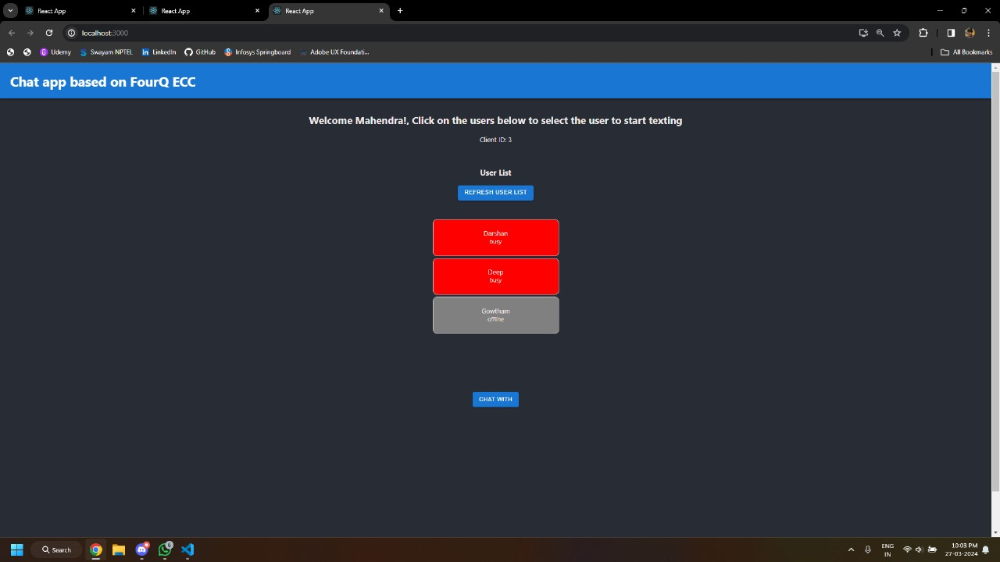 React App
React App
React App
localhost:3000
Udemy
Swayam NPTEL
LinkedIn
GitHub
Infosys Springboard
Adobe UX Foundati...
All Bookmarks
Chat app based on FourQ ECC
Welcome Mahendra!, Click on the users below to select the user to start texting
Client ID: 3
User List
REFRESH USER LIST
Darshan
busy
Deep
busy
Gowtham
offline
CHAT WITH
Search
6
ENG
IN
10:03 PM
27-03-2024